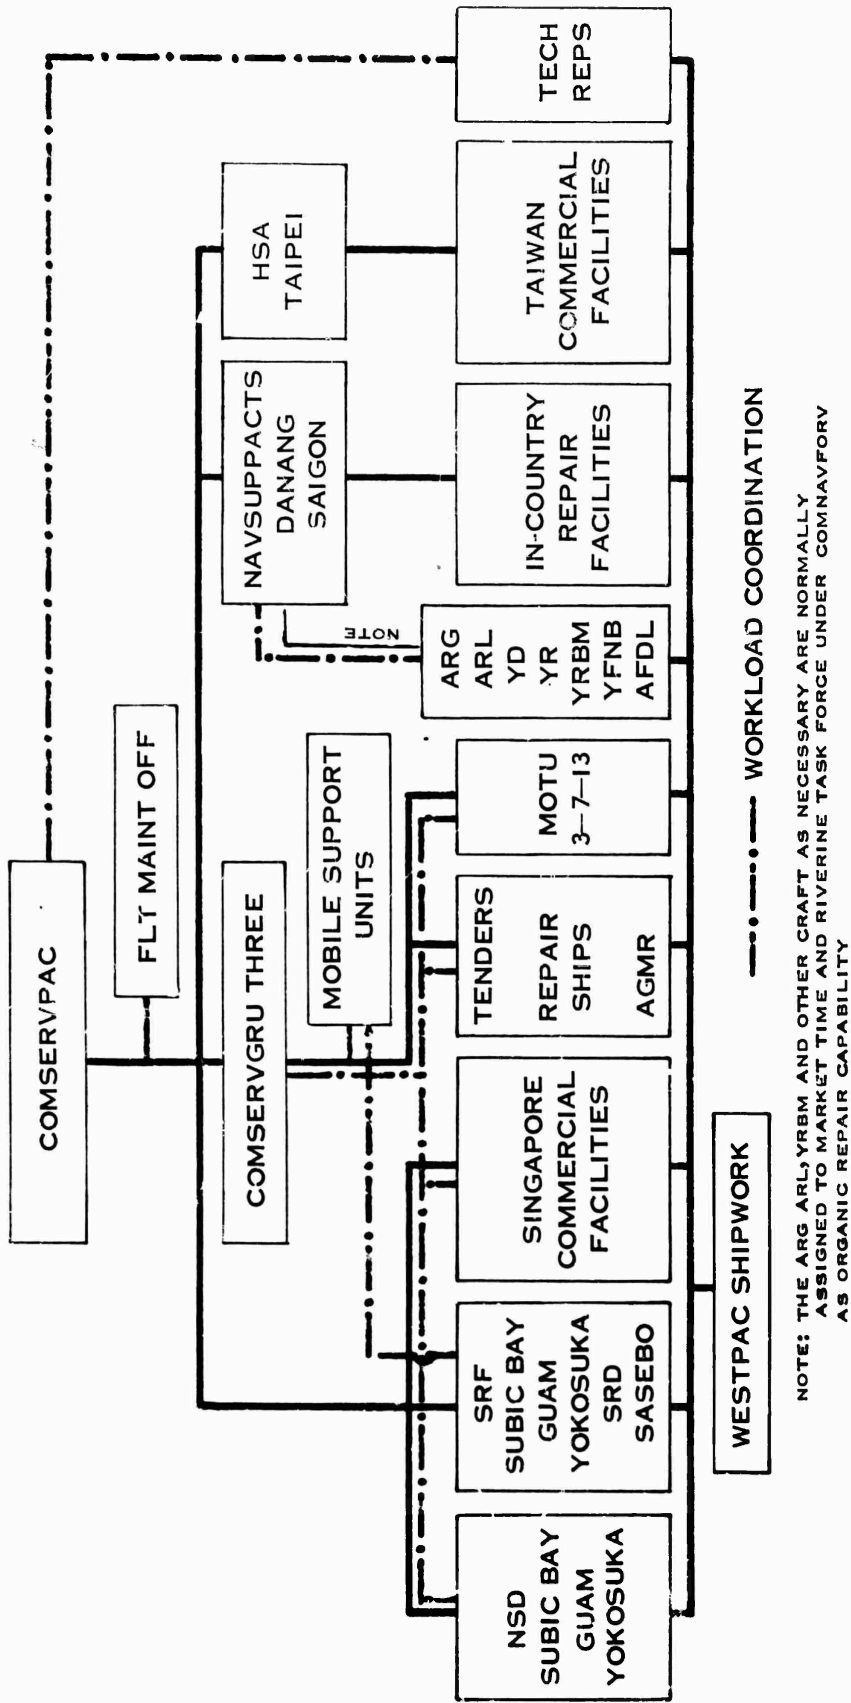 COMSERVPAC
FLT MAINT OFF
COMSERVGRU THREE
MOBILE SUPPORT
UNITS
NAVSUPPACTS
DANANG
SAIGON
HSA
TAIPEI
NOTE
NSD
SUBIC BAY
GUAM
YOKOSUKA
SRF
SUBIC BAY
GUAM
YOKOSUKA
SRD
SASEBO
SINGAPORE
COMMERCIAL
FACILITIES
TENDERS
REPAIR
SHIPS
AGMR
MOTU
3-7-13
ARG
ARL
YD
YR
YRBM
YFNB
AFDL
IN-COUNTRY
REPAIR
FACILITIES
TAIWAN
COMMERCIAL
FACILITIES
TECH
REPS
WESTPAC SHIPWORK
WORKLOAD COORDINATION
NOTE: THE ARG ARL, YRBM AND OTHER CRAFT AS NECESSARY ARE NORMALLY
ASSIGNED TO MARKET TIME AND RIVERINE TASK FORCE UNDER COMNAVFORV
AS ORGANIC REPAIR CAPABILITY